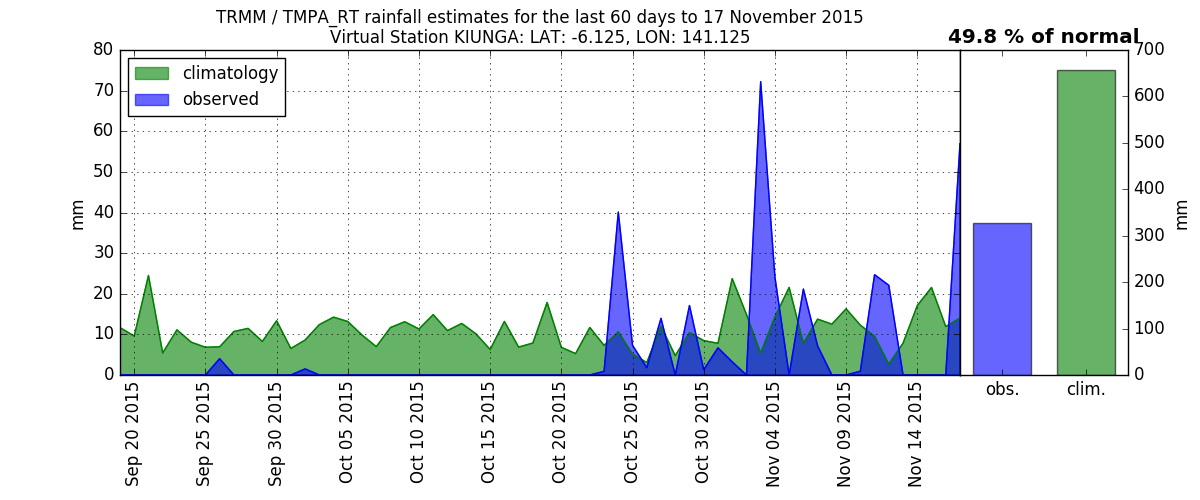 TRMM / TMPA_RT rainfall estimates for the last 60 days to 17 November 2015
Virtual Station KIUNGA: LAT: -6.125, LON: 141.125
49.8 % of normal
climatology
observed
80
70
60
50
40
30
20
10
0
mm
Sep 20 2015
Sep 25 2015
Sep 30 2015
Oct 05 2015
Oct 10 2015
Oct 15 2015
Oct 20 2015
Oct 25 2015
Oct 30 2015
Nov 04 2015
Nov 09 2015
Nov 14 2015
700
600
500
400
300
200
100
0
mm
obs.
clim.